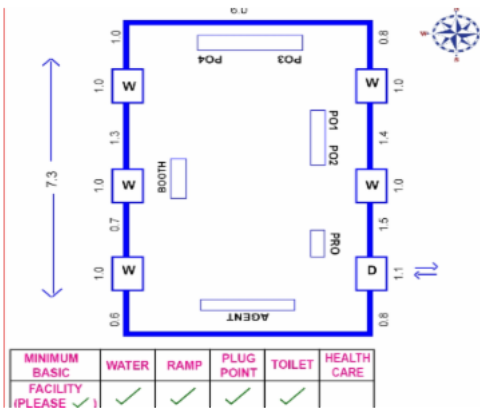 6.0
1.0
0.8
PO4 PO3
1.0 W W 1.0
1.3
PO1 PO2
1.4
7.3
BOOTH
1.0 W W 1.0
0.7
PRO
1.5
1.0 W D 1.1
AGENT
0.6
0.8
MINIMUM BASIC
FACILITY
(PLEASE ✓)
WATER
RAMP
PLUG
POINT
TOILET
HEALTH
CARE
✓ ✓ ✓ ✓